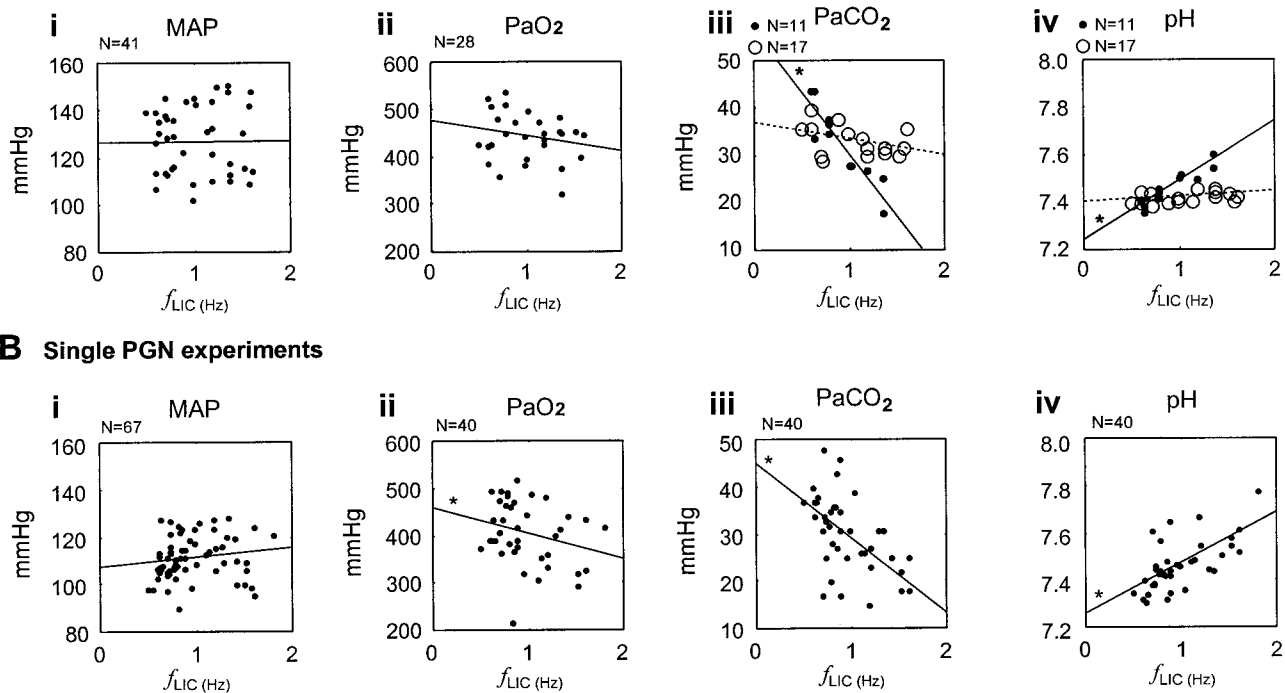 i MAP ii PaO2 iii PaCO2 iv pH
N=41 N=28 N=11 N=17 N=11 N=17
mmHg 160 140 120 100 80 0 1 2 fLIC (Hz)
600 500 400 300 200 mmHg 0 1 2 fLIC (Hz)
50 40 30 20 10 mmHg * 0 1 2 fLIC (Hz)
8.0 7.8 7.6 7.4 7.2 * 0 1 2 fLIC (Hz)
B Single PGN experiments
i MAP ii PaO2 iii PaCO2 iv pH
N=67 N=40 N=40 N=40
mmHg 160 140 120 100 80 0 1 2 fLIC (Hz)
mmHg 600 500 400 300 200 * 0 1 2 fLIC (Hz)
mmHg 50 40 30 20 10 * 0 1 2 fLIC (Hz)
8.0 7.8 7.6 7.4 7.2 * 0 1 2 fLIC (Hz)